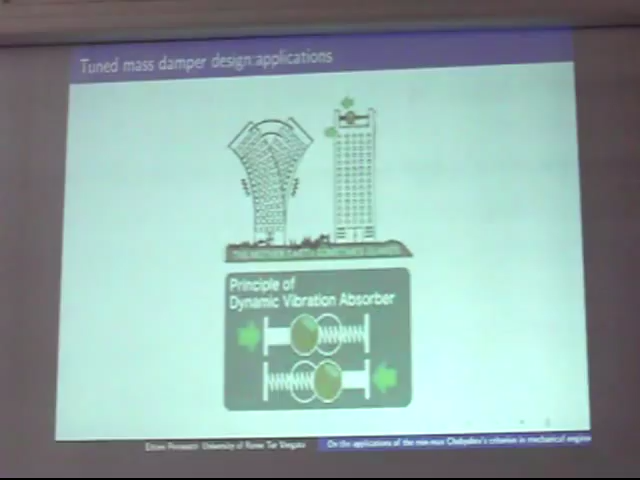 Tuned mass damper design:applications
Principle of
Dynamic Vibration Absorber
University of Rome Tor Vergata
On the applications of the min-max Chebyshev's criterion in mechanical engine